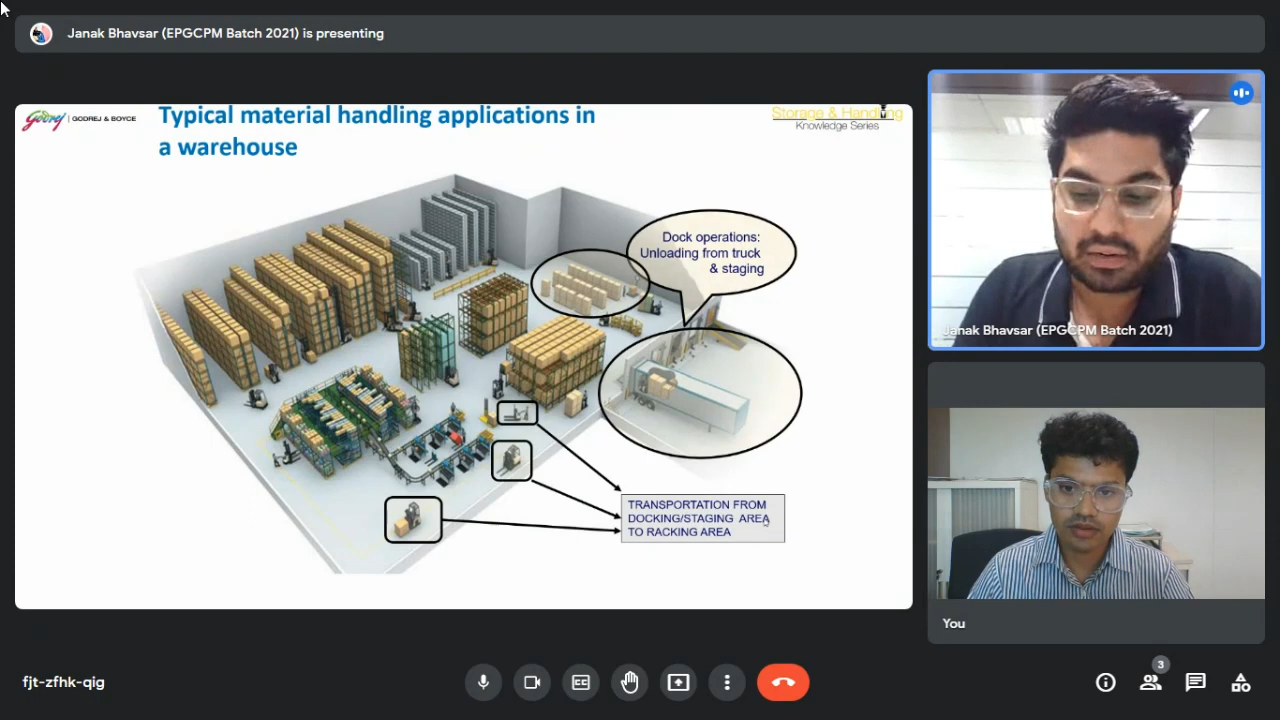 Janak Bhavsar (EPGCPM Batch 2021) is presenting
Godrej | GODREJ & BOYCE
Typical material handling applications in
a warehouse
Storage & Handling
Knowledge Series
Dock operations:
Unloading from truck
& staging
TRANSPORTATION FROM
DOCKING/STAGING AREA
TO RACKING AREA
Janak Bhavsar (EPGCPM Batch 2021)
You
fjt-zfhk-qig
CC
3